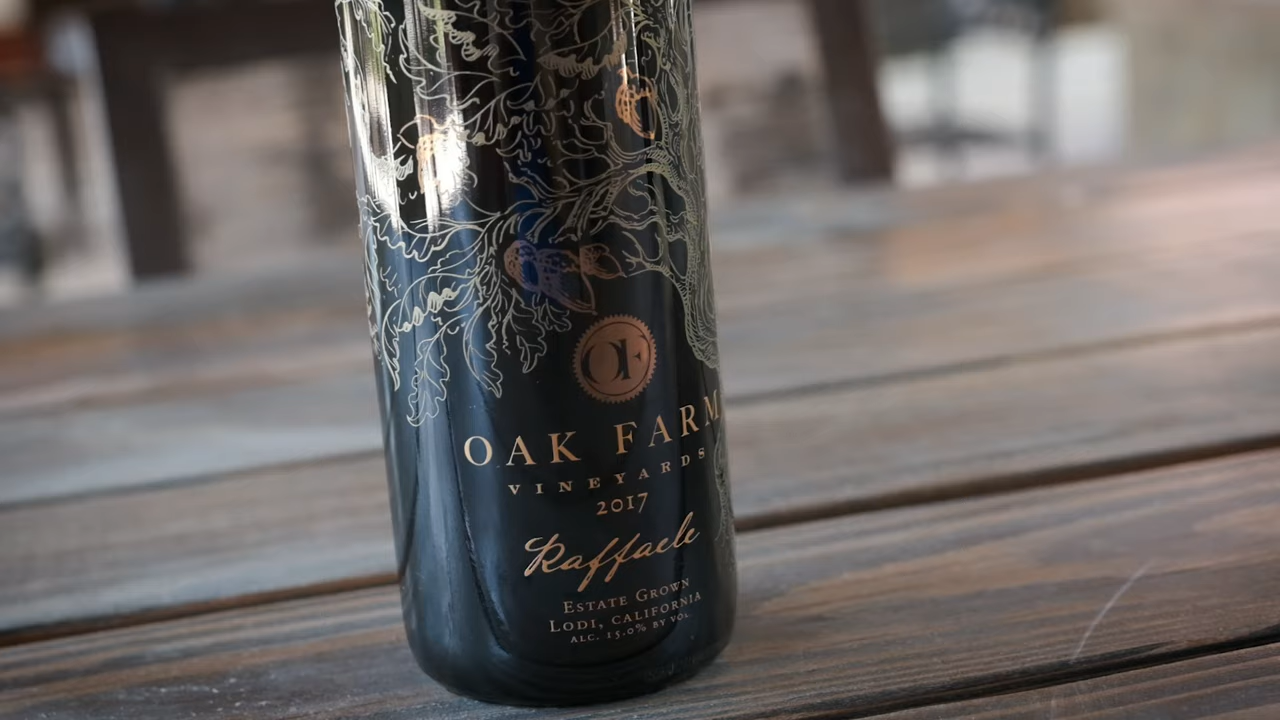 OF
OAK FARM
VINEYARDS
2017
Raffaele
ESTATE GROWN
LODI, CALIFORNIA
ALC. 15.0% BY VOL